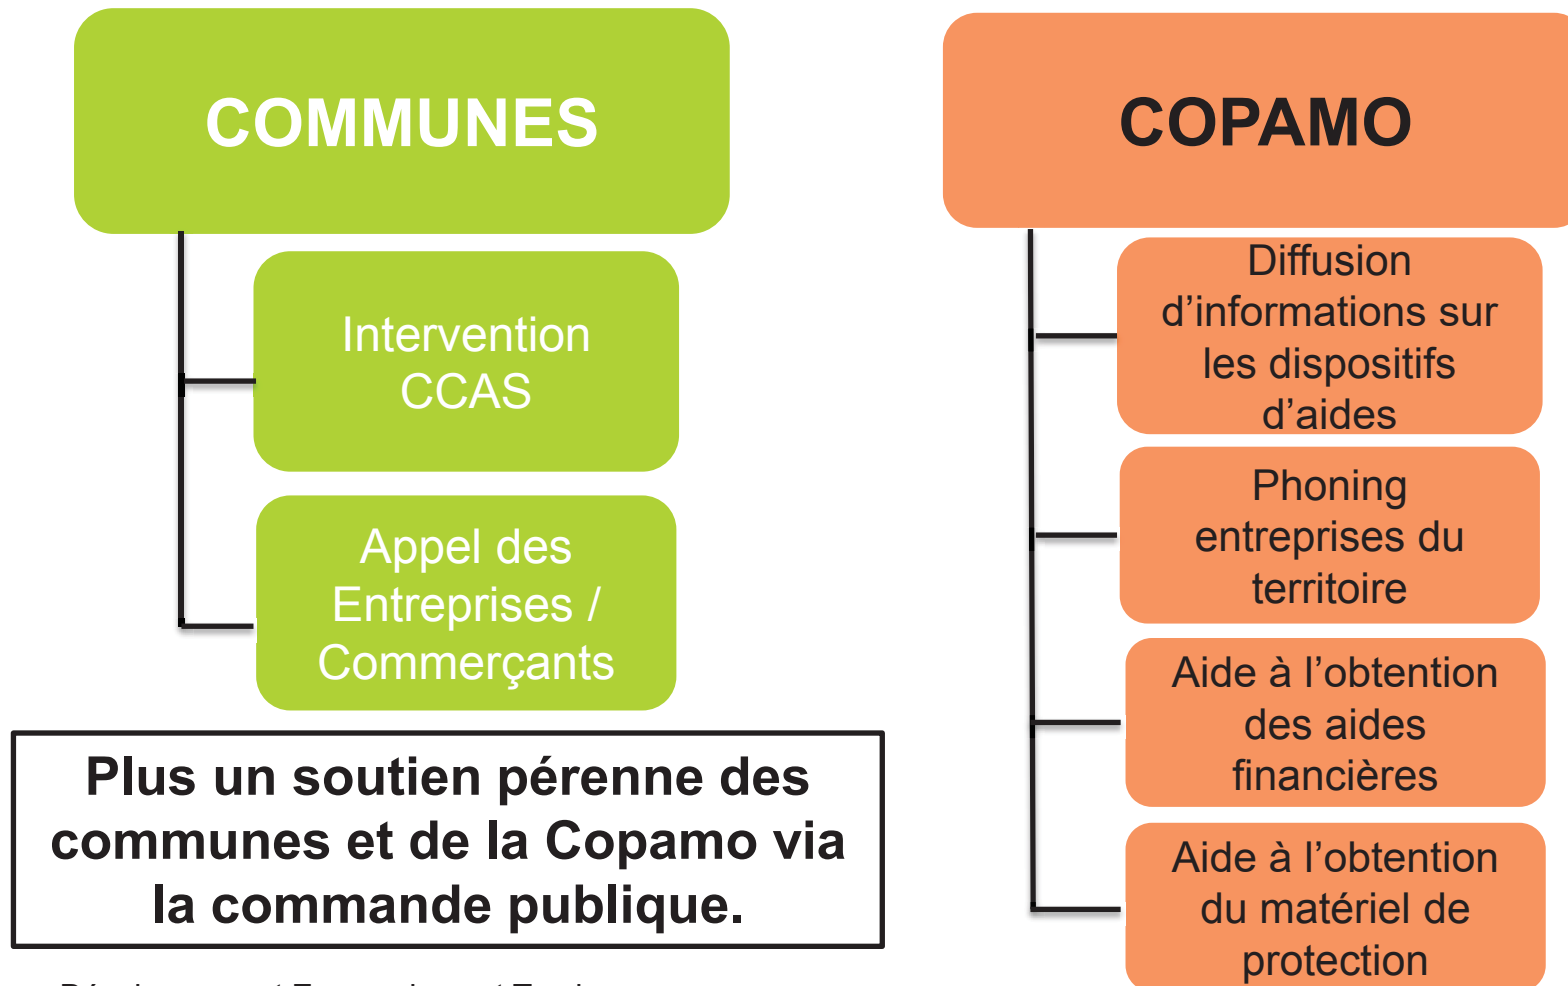 COMMUNES
Intervention
CCAS
Appel des
Entreprises /
Commerçants
Plus un soutien pérenne des
communes et de la Copamo via
la commande publique.
COPAMO
Diffusion
d’informations sur
les dispositifs
d’aides
Phoning
entreprises du
territoire
Aide à l’obtention
des aides
financières
Aide à l’obtention
du matériel de
protection